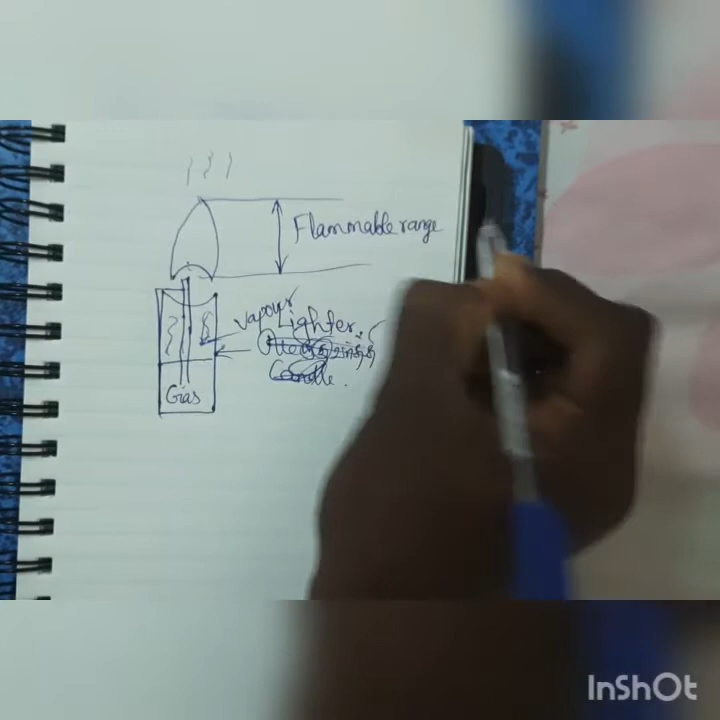 Flammable range
vapour
Lighter.
Candle.
Gas
InShOt